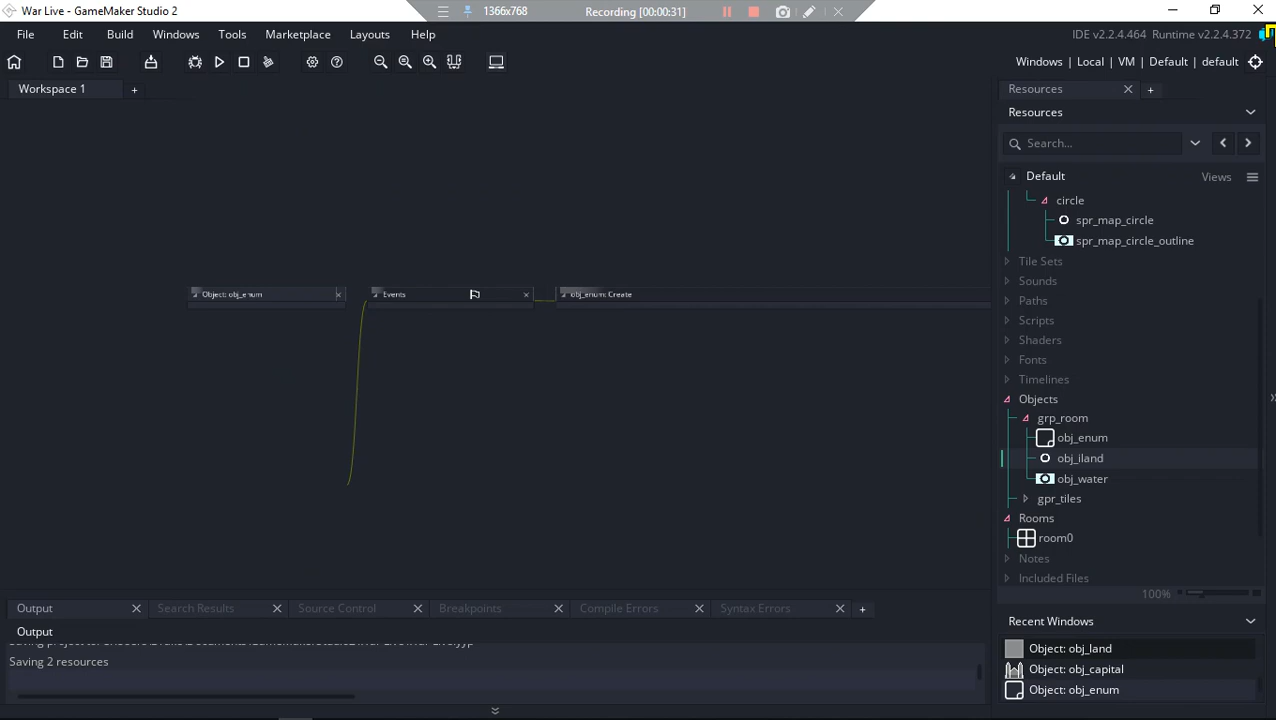 War Live - GameMaker Studio 2
1366x768
Recording [00:00:31]
File Edit Build Windows Tools Marketplace Layouts Help
IDE v2.2.4.464 Runtime v2.2.4.372
Windows | Local | VM | Default | default
Workspace 1
Resources
Resources
Search...
Default
Views
circle
spr_map_circle
spr_map_circle_outline
Tile Sets
Sounds
Paths
Scripts
Shaders
Fonts
Timelines
Objects
grp_room
obj_enum
obj_iland
obj_water
gpr_tiles
Rooms
room0
Notes
Included Files
100%
Object: obj_enum
Events
obj_enum: Create
Output Search Results Source Control Breakpoints Compile Errors Syntax Errors
Output
Saving 2 resources
Recent Windows
Object: obj_land
Object: obj_capital
Object: obj_enum